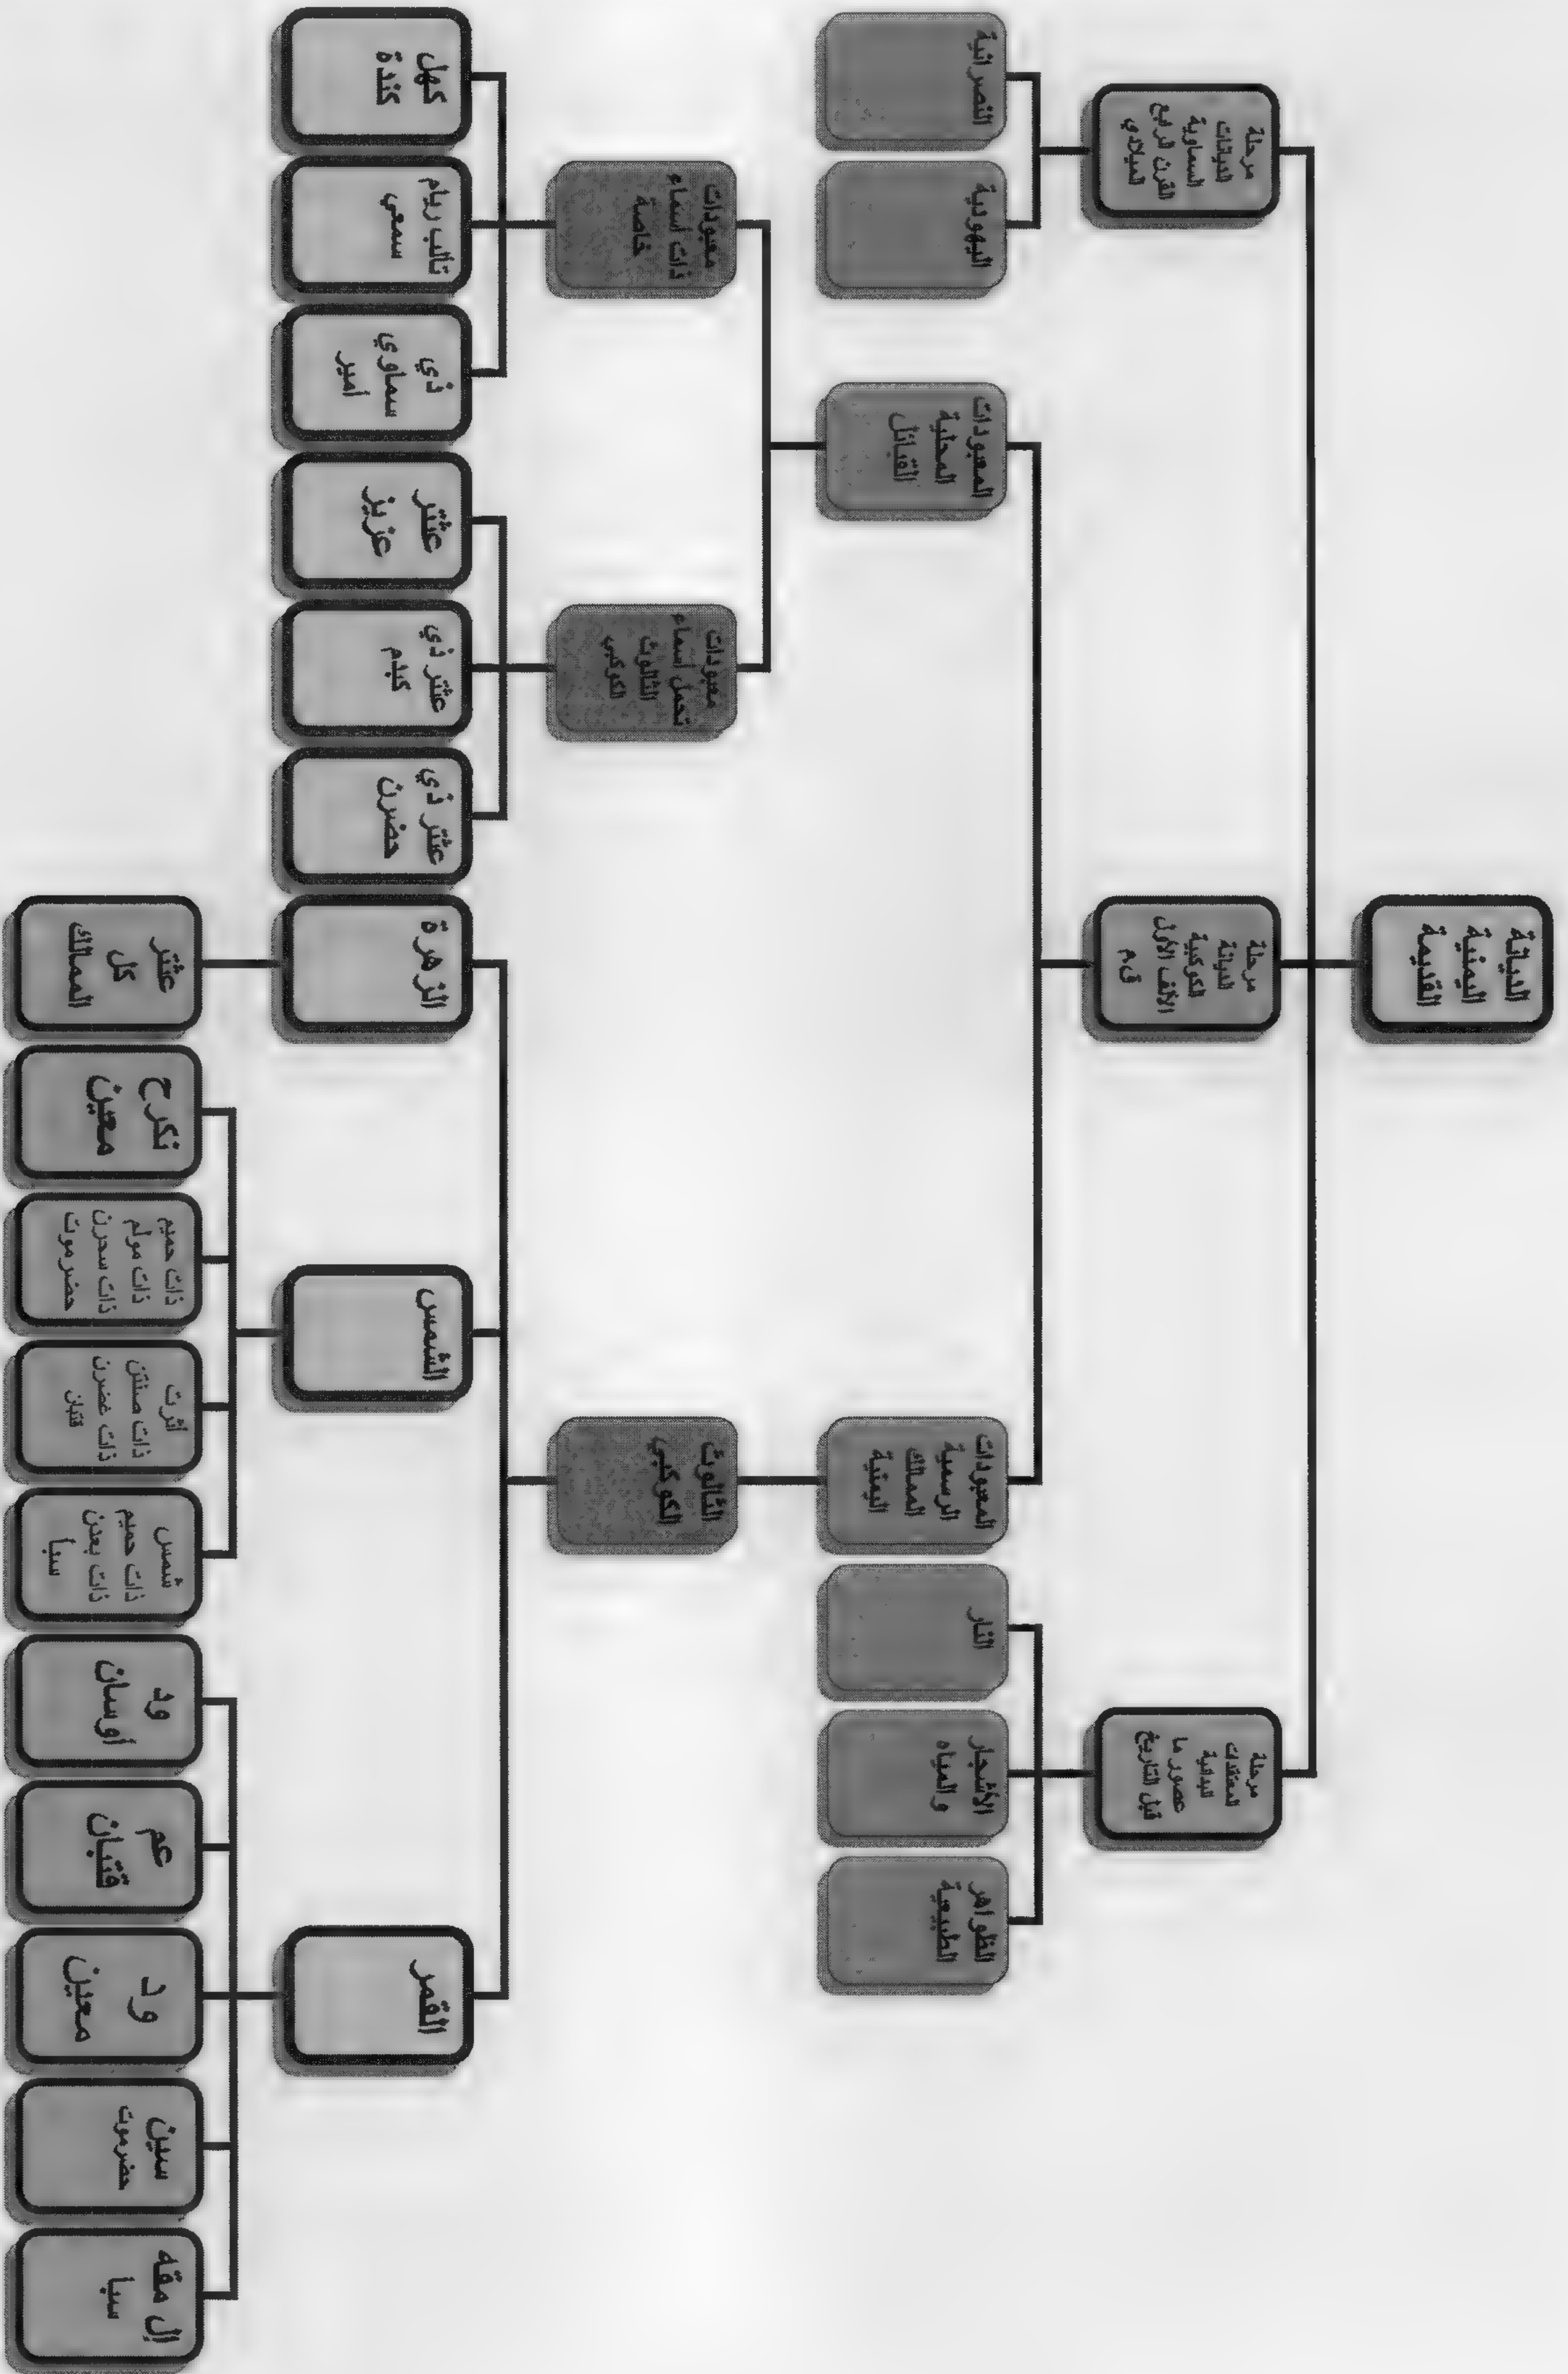 الديانة
اليمنية
القديمة
مرحلة
المعتقدات
البدائية
عصور ما
قبل التاريخ
مرحلة
الديانة
الكوكبية
الألف الأول
ق.م
مرحلة
الديانات
السماوية
القرن الرابع
الميلادي
الظواهر
الطبيعية
الأشجار
والمياه
النار
المعبودات
الرسمية
الممالك
اليمنية
المعبودات
المحلية
القبائل
اليهودية
النصرانية
الثالوث
الكوكبي
معبودات
تحمل أسماء
الثالوث
الكوكبي
معبودات
ذات أسماء
خاصة
القمر
الشمس
الزهرة
عثتر ذي
حضرن
عثتر ذي
كبدم
عثتر
عزيز
ذي
سماوي
أمير
تألب ريام
سمعي
كهل
كندة
إل مقه
سبأ
سين
حضرموت
ود
معين
عم
قتبان
ود
أوسان
شمس
ذات حميم
ذات بعدن
سبأ
أثرت
ذات صنتن
ذات غضرن
قتبان
ذات حميم
ذات مولم
ذات سحرن
حضرموت
نكرح
معين
عثتر
كل
الممالك